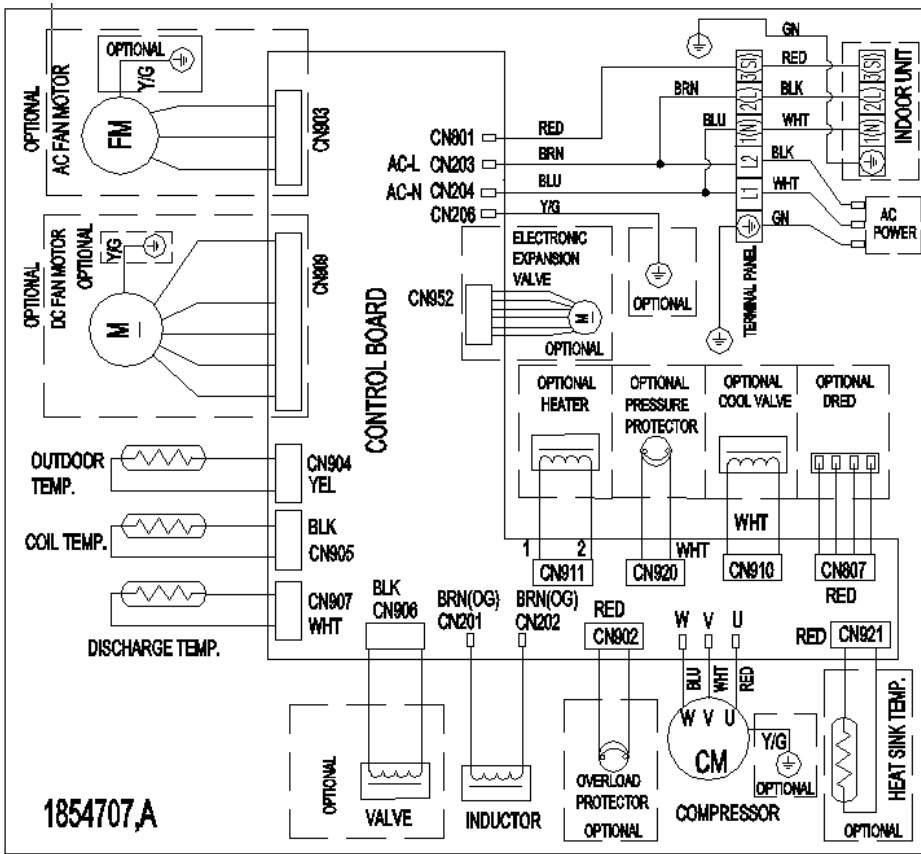 OPTIONAL
Y/G
OPTIONAL
AC FAN MOTOR
FM
CN903
OPTIONAL
DC FAN MOTOR
OPTIONAL
Y/G
M
CN909
CONTROL BOARD
CN801
RED
AC-L CN203
BRN
AC-N CN204
BLU
CN206
Y/G
GN
RED
BRN
BLK
BLU
WHT
3(SI)
2(L)
1(N)
L2
L1
TERMINAL PANEL
3(SI)
2(L)
1(N)
INDOOR UNIT
BLK
WHT
GN
AC
POWER
ELECTRONIC
EXPANSION
VALVE
CN952
M
OPTIONAL
OPTIONAL
OPTIONAL
HEATER
OPTIONAL
PRESSURE
PROTECTOR
OPTIONAL
COOL VALVE
OPTIONAL
DRED
1
2
CN911
WHT
CN920
WHT
CN910
CN807
RED
OUTDOOR
TEMP.
CN904
YEL
COIL TEMP.
BLK
CN905
DISCHARGE TEMP.
CN907
WHT
BLK
CN906
BRN(OG)
CN201
BRN(OG)
CN202
RED
CN902
W V U
BLU
WHT
RED
W V U
CM
COMPRESSOR
Y/G
OPTIONAL
RED
CN921
HEAT SINK TEMP.
OPTIONAL
OPTIONAL
VALVE
INDUCTOR
OVERLOAD
PROTECTOR
OPTIONAL
1854707,A